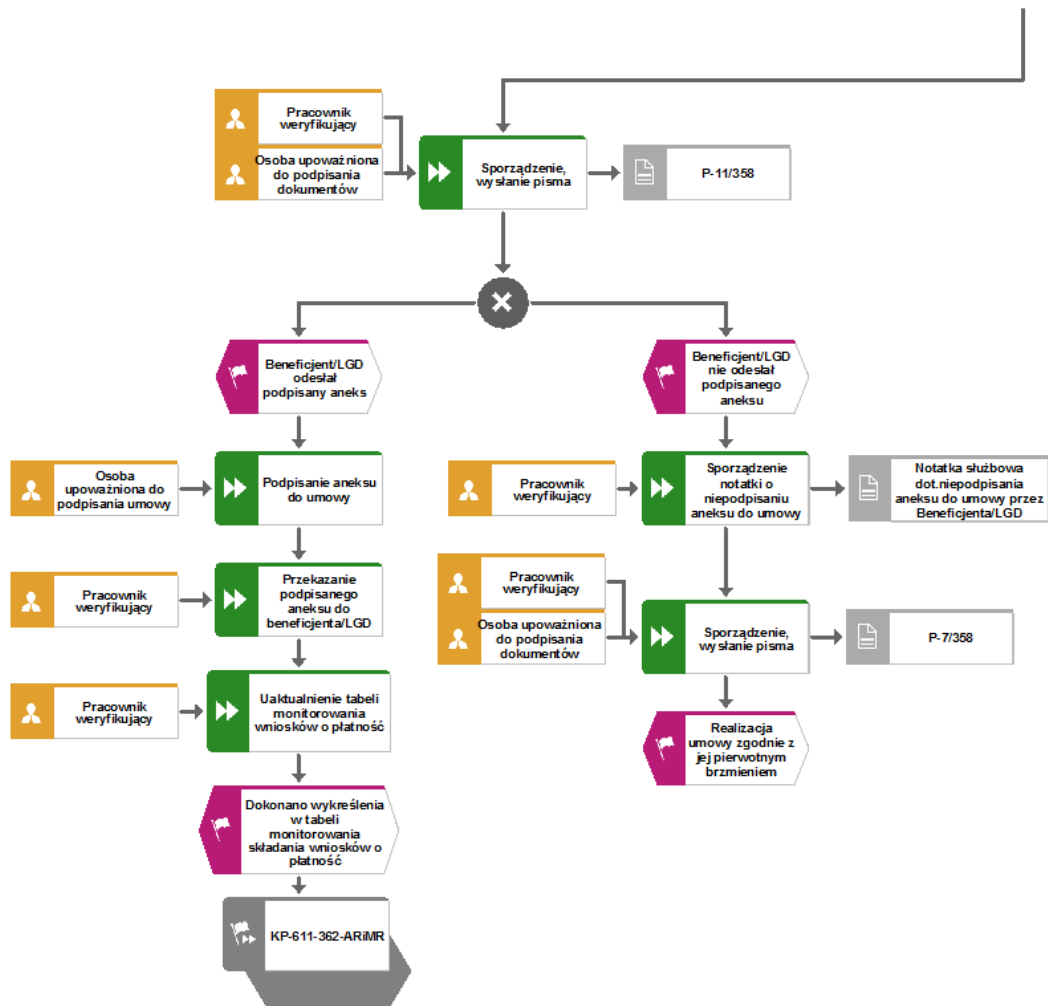 Pracownik
weryfikujący
Osoba upoważniona
do podpisania
dokumentów
Sporządzenie,
wysłanie pisma
P-11/358
Beneficjent/LGD
odesłał
podpisany aneks
Beneficjent/LGD
nie odesłał
podpisanego
aneksu
Osoba
upoważniona do
podpisania umowy
Podpisanie aneksu
do umowy
Pracownik
weryfikujący
Sporządzenie
notatki o
niepodpisaniu
aneksu do umowy
Notatka służbowa
dot.niepodpisania
aneksu do umowy przez
Beneficjenta/LGD
Pracownik
weryfikujący
Przekazanie
podpisanego
aneksu do
beneficjenta/LGD
Pracownik
weryfikujący
Osoba upoważniona
do podpisania
dokumentów
Sporządzenie,
wysłanie pisma
P-7/358
Pracownik
weryfikujący
Uaktualnienie tabeli
monitorowania
wniosków o płatność
Realizacja
umowy zgodnie z
jej pierwotnym
brzmieniem
Dokonano wykreślenia
w tabeli
monitorowania
składania wniosków o
płatność
KP-611-362-ARiMR